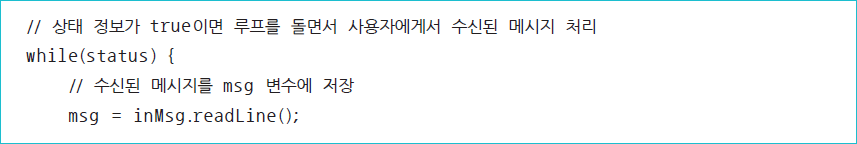 // 상태 정보가 true이면 루프를 돌면서 사용자에게서 수신된 메시지 처리
while(status) {
    // 수신된 메시지를 msg 변수에 저장
    msg = inMsg.readLine();